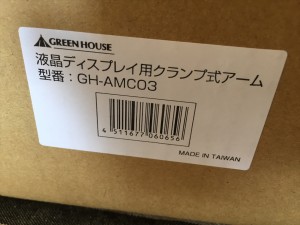 GREEN HOUSE
液晶ディスプレイ用クランプ式アーム
型番：GH-AMC03
4 511677 060656
MADE IN TAIWAN